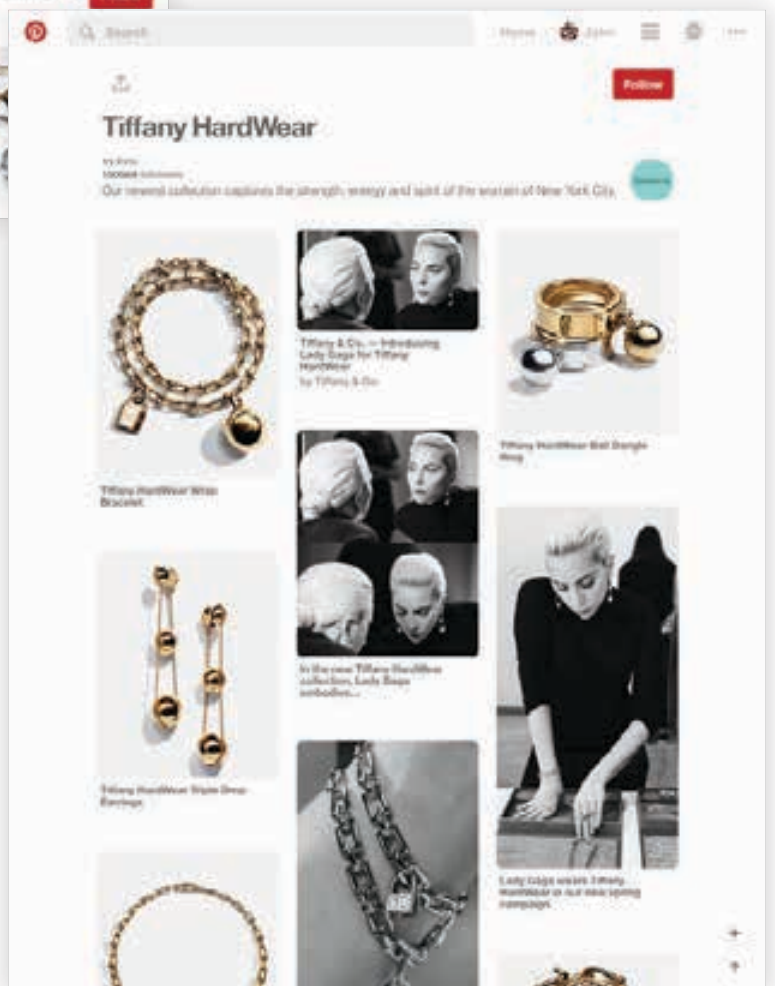 Search
Home
Follow
Tiffany HardWear
Our newest collection captures the strength, energy and spirit of the women of New York City.
Tiffany & Co. — Introducing
Lady Gaga for Tiffany
HardWear
by Tiffany & Co.
Tiffany HardWear Ball Dangle
Ring
Tiffany HardWear Wrap
Bracelet
In the new Tiffany HardWear
collection, Lady Gaga
embodies...
Tiffany HardWear Triple Drop
Earrings
Lady Gaga wears Tiffany
HardWear in our new spring
campaign.